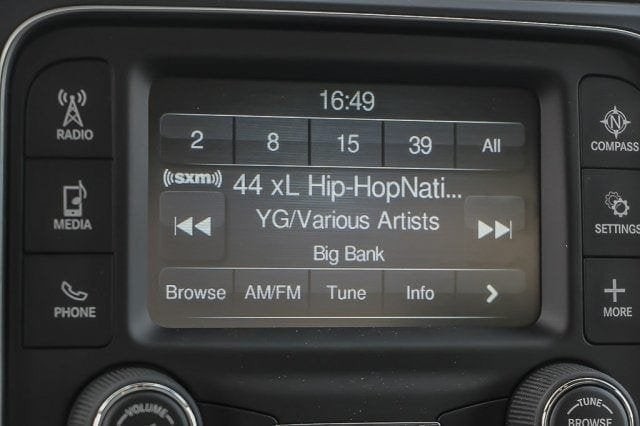 16:49
2 8 15 39 All
((sxm))
44 xL Hip-HopNati...
YG/Various Artists
Big Bank
Browse AM/FM Tune Info >
RADIO
MEDIA
PHONE
N
COMPASS
SETTINGS
+
MORE
VOLUME
TUNE
BROWSE